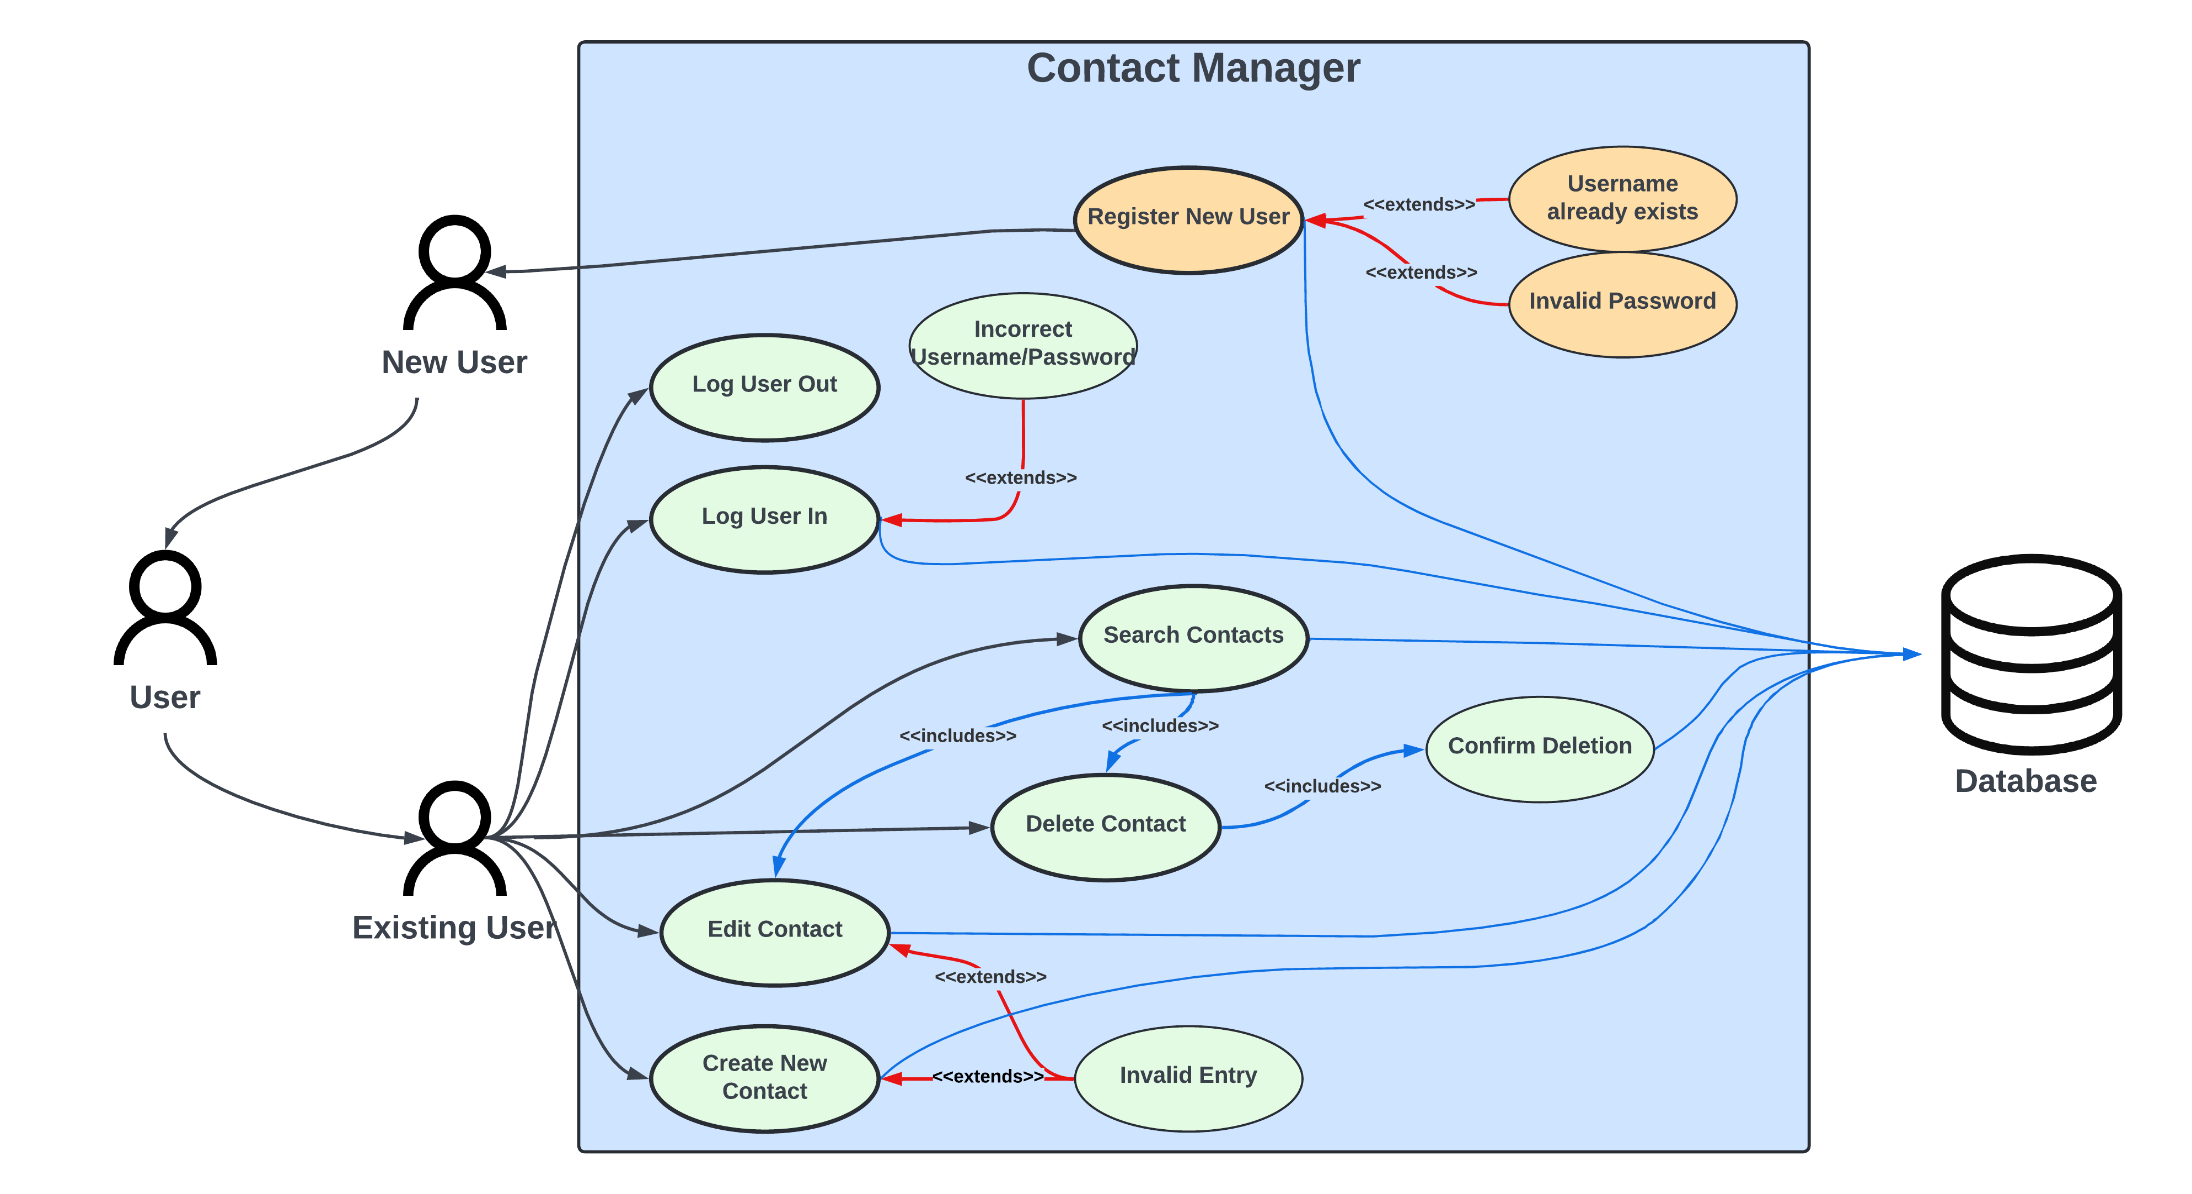 Contact Manager
Username
already exists
<<extends>>
Register New User
<<extends>>
Invalid Password
New User
Incorrect
Username/Password
Log User Out
<<extends>>
Log User In
Search Contacts
User
<<includes>>
<<includes>>
Confirm Deletion
<<includes>>
Database
Delete Contact
Existing User
Edit Contact
<<extends>>
Create New
Contact
<<extends>>
Invalid Entry